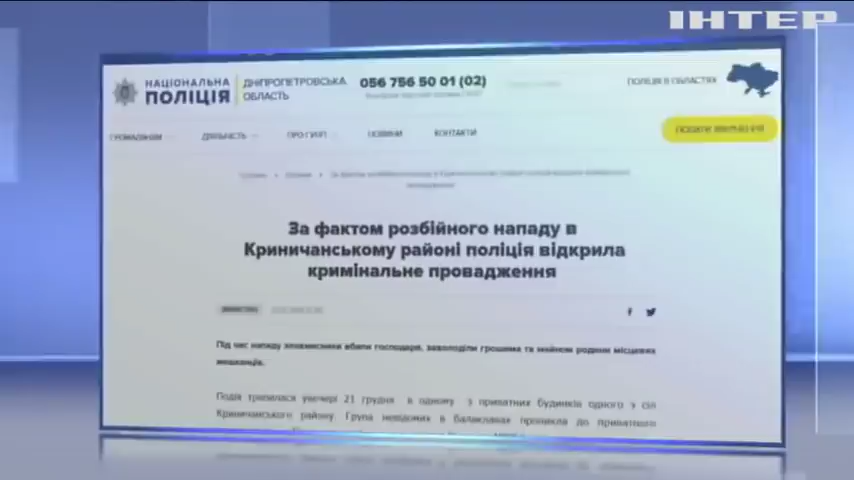 ІНТЕР
НАЦІОНАЛЬНА
ПОЛІЦІЯ
ДНІПРОПЕТРОВСЬКА
ОБЛАСТЬ
056 756 50 01 (02)
ПОЛІЦІЯ В ОБЛАСТЯХ
ГРОМАДЯНАМ ДІЯЛЬНІСТЬ ПРО ГУНП НОВИНИ КОНТАКТИ
За фактом розбійного нападу в
Криничанському районі поліція відкрила
кримінальне провадження
Під час нападу зловмисники вбили господаря, заволоділи грошима та майном родини місцевих
мешканців.
Подія трапилася увечері 21 грудня в одному з приватних будинків одного з сіл
Криничанського району. Група невідомих в балаклавах проникла до приватного